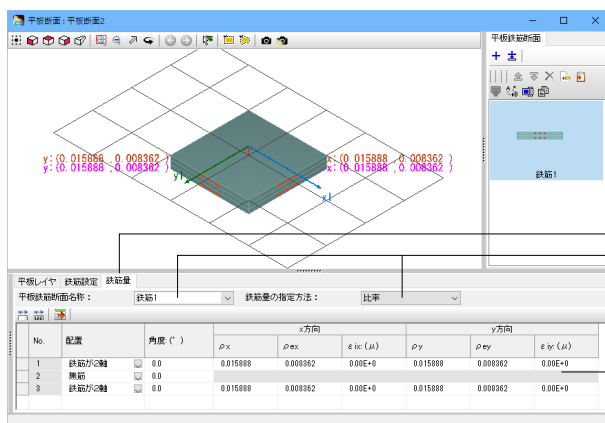 平板断面 : 平板断面2
平板鉄筋断面
y:(0.015888 ,0.008362 )
y:(0.015888 ,0.008362 )
x:(0.015888 ,0.008362 )
x:(0.015888 ,0.008362 )
yl
xl
鉄筋1
平板レイヤ 鉄筋設定 鉄筋量
平板鉄筋断面名称: 鉄筋1 鉄筋量の指定方法: 比率
x方向 y方向
No. 配置 角度:(° ) ρx ρex εix:(μ) ρy ρey εiy:(μ)
1 鉄筋が2軸 0.0 0.015888 0.008362 0.00E+0 0.015888 0.008362 0.00E+0
2 無筋 0.0
3 鉄筋が2軸 0.0 0.015888 0.008362 0.00E+0 0.015888 0.008362 0.00E+0